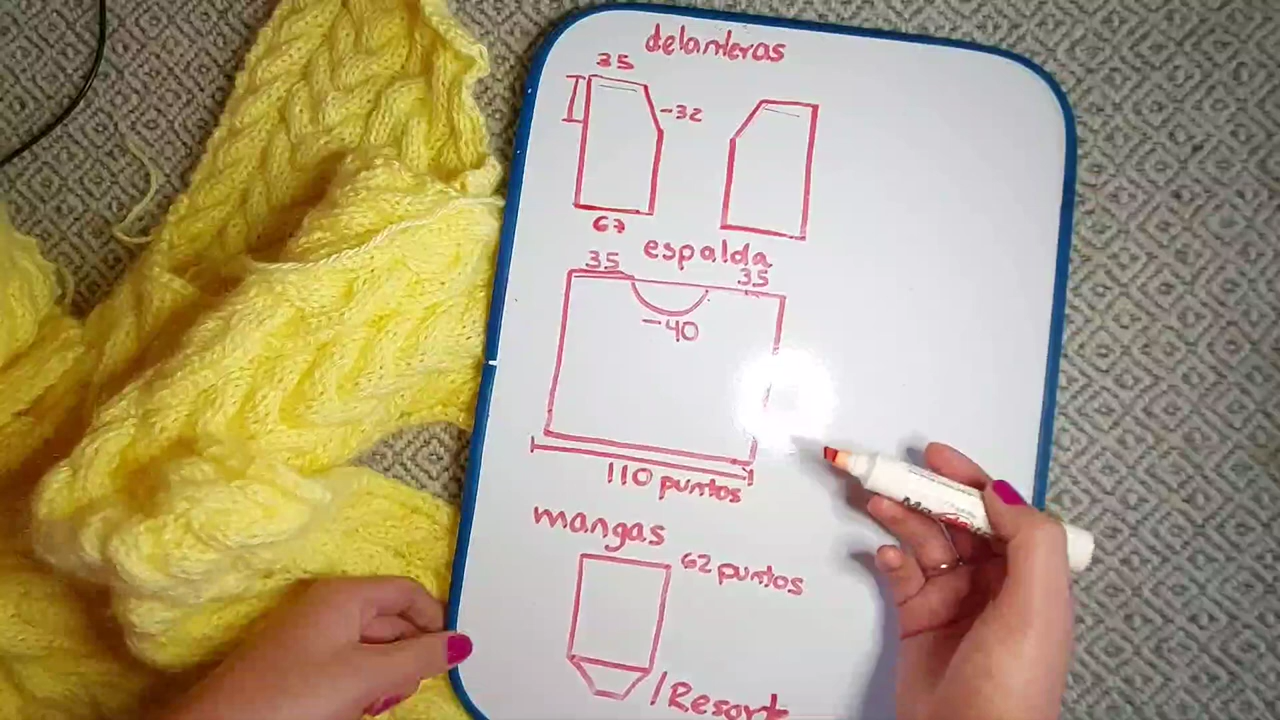 delanteras
35
-32
67
espalda
35
35
-40
110 puntos
mangas
62 puntos
Resort